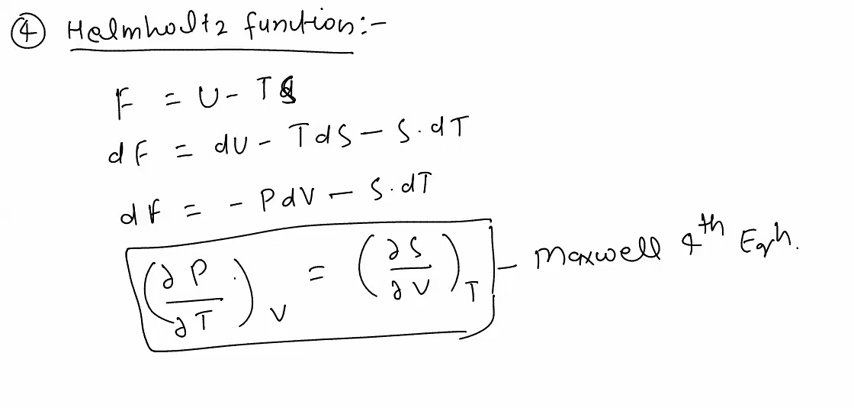 ④ Helmholtz function:-
F = U - TS
dF = dU - TdS - S.dT
dF = - PdV - S.dT
(∂P/∂T)_V = (∂S/∂V)_T - Maxwell 4th Eqn.